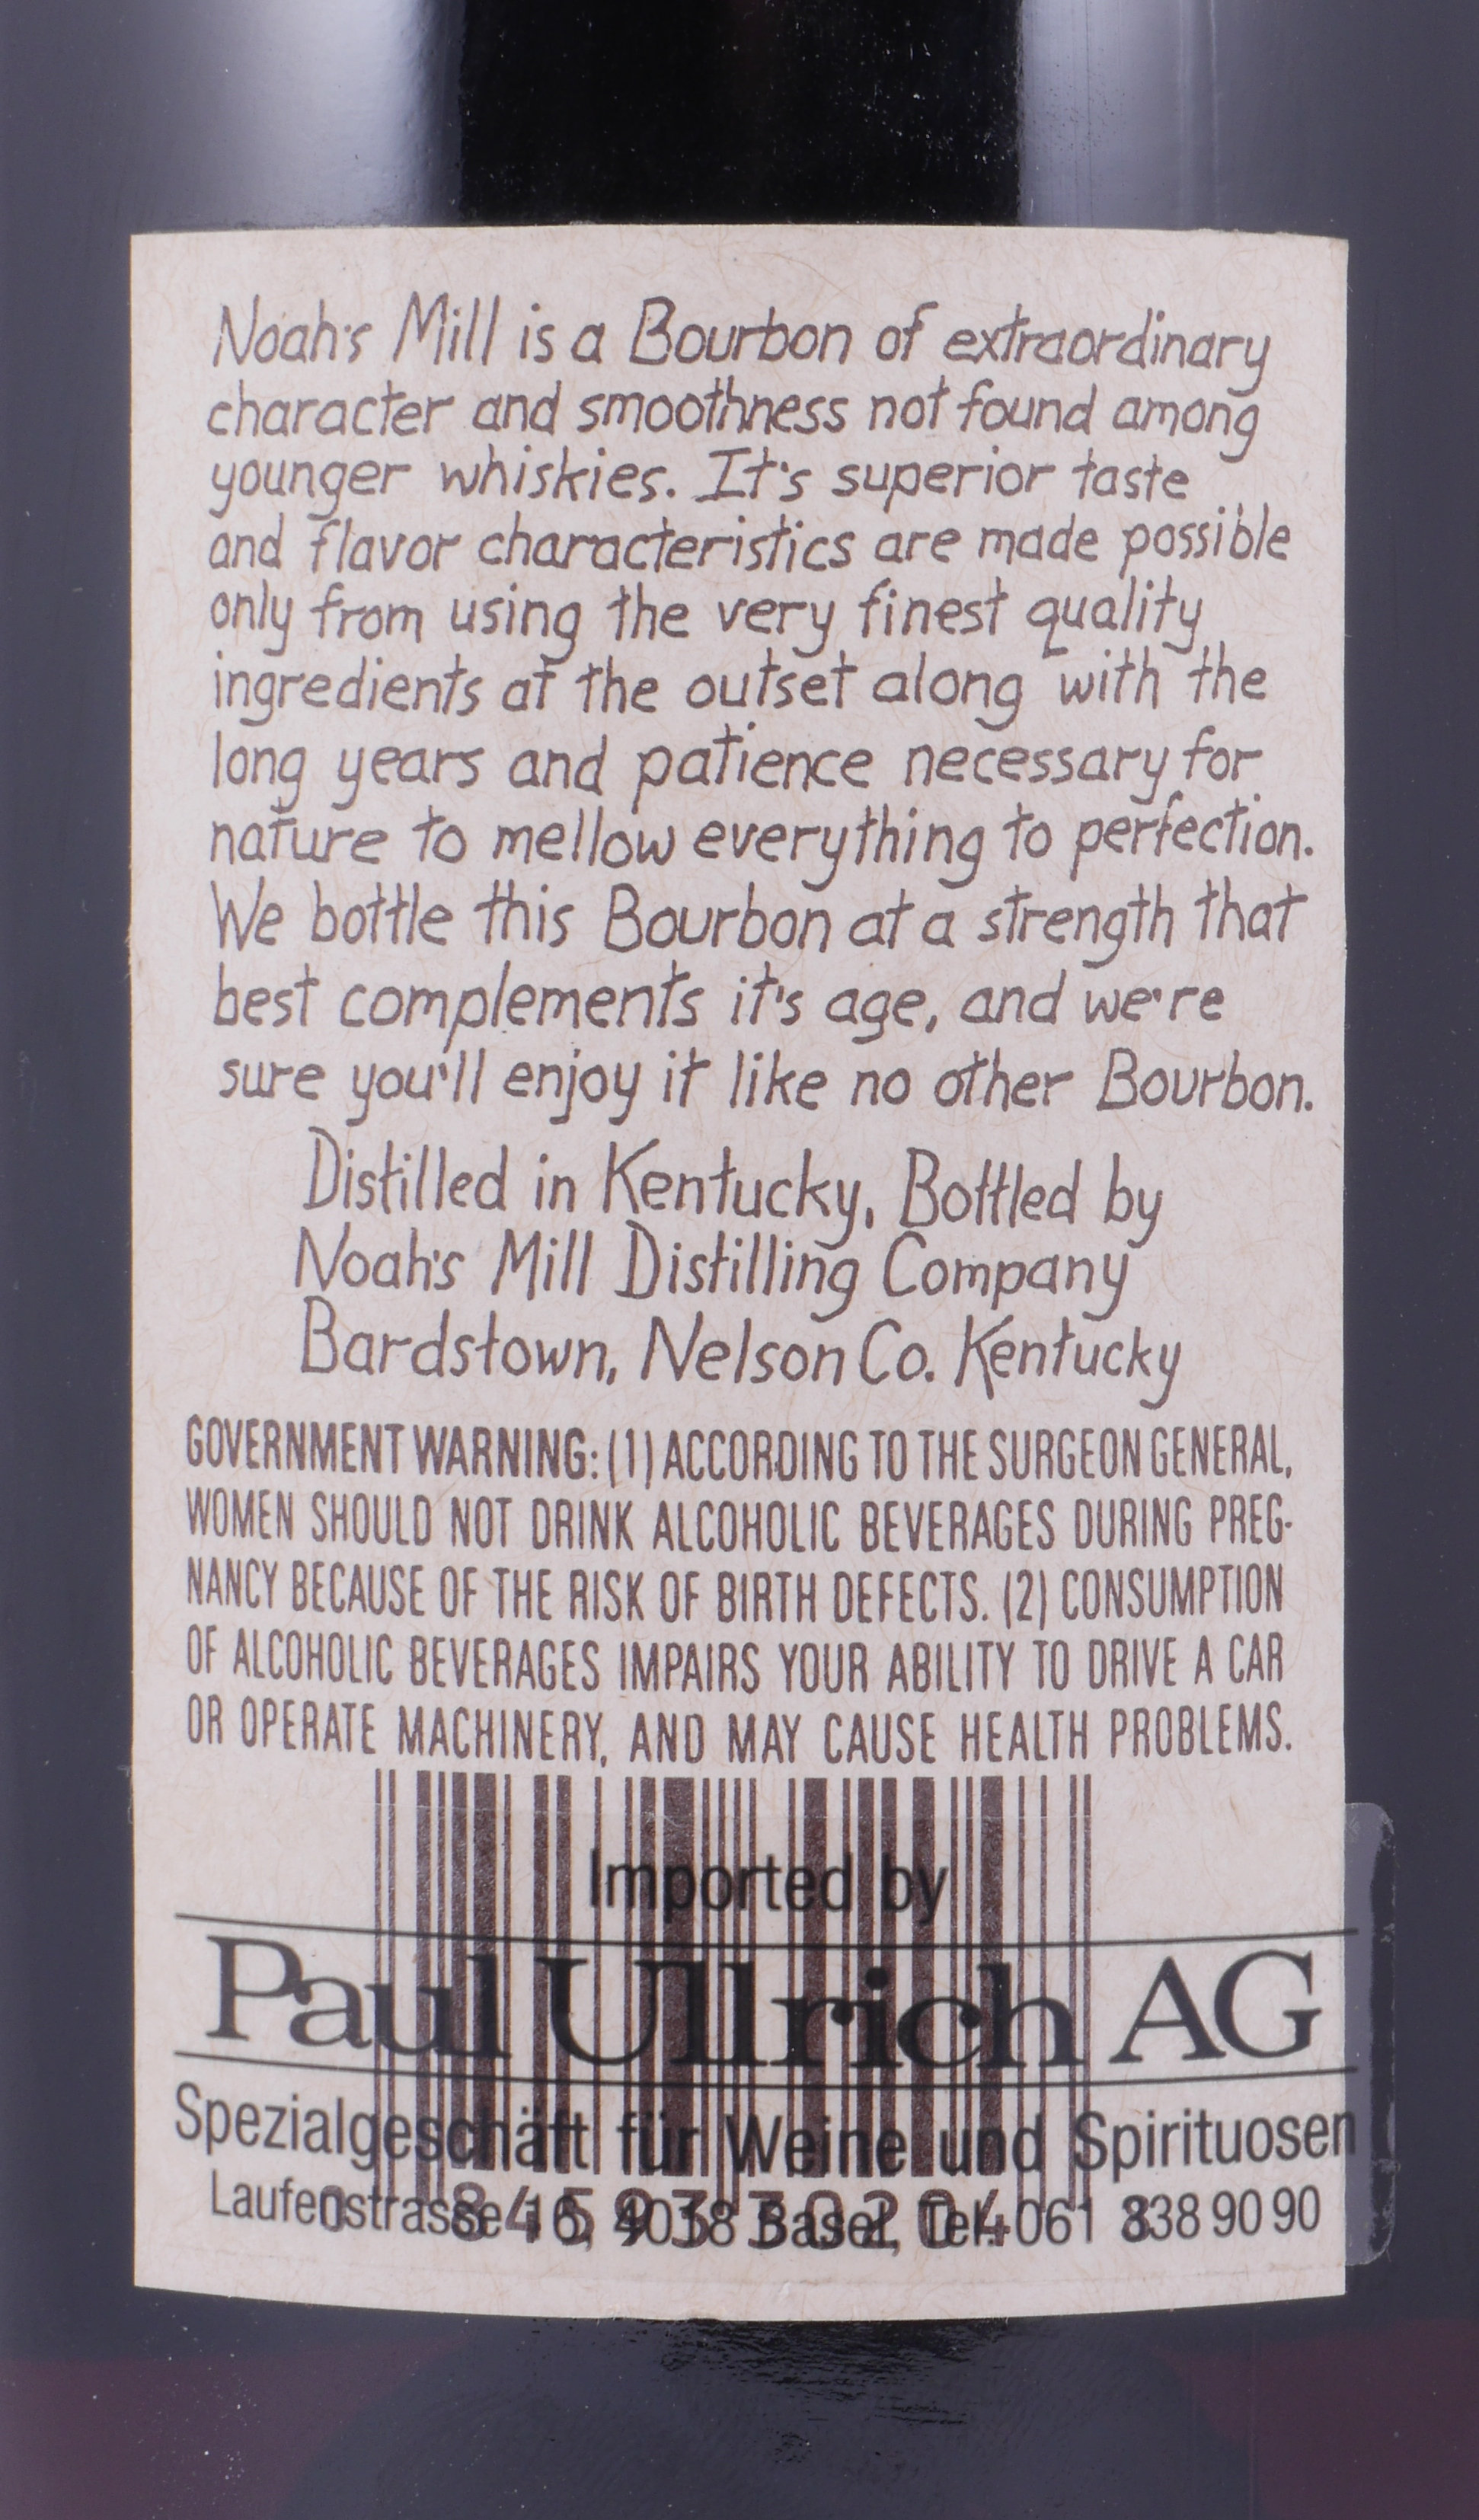 Noah's Mill is a Bourbon of extraordinary
character and smoothness not found among
younger whiskies. It's superior taste
and flavor characteristics are made possible
only from using the very finest quality
ingredients at the outset along with the
long years and patience necessary for
nature to mellow everything to perfection.
We bottle this Bourbon at a strength that
best complements it's age, and we're
sure you'll enjoy it like no other Bourbon.
Distilled in Kentucky, Bottled by
Noah's Mill Distilling Company
Bardstown, Nelson Co. Kentucky
GOVERNMENT WARNING: (1) ACCORDING TO THE SURGEON GENERAL,
WOMEN SHOULD NOT DRINK ALCOHOLIC BEVERAGES DURING PREG-
NANCY BECAUSE OF THE RISK OF BIRTH DEFECTS. (2) CONSUMPTION
OF ALCOHOLIC BEVERAGES IMPAIRS YOUR ABILITY TO DRIVE A CAR
OR OPERATE MACHINERY, AND MAY CAUSE HEALTH PROBLEMS.
Imported by
Paul Ullrich AG
Spezialgeschäft für Weine und Spirituosen
Laufenstrasse 16, 4018 Basel, Tel. 061 338 90 90